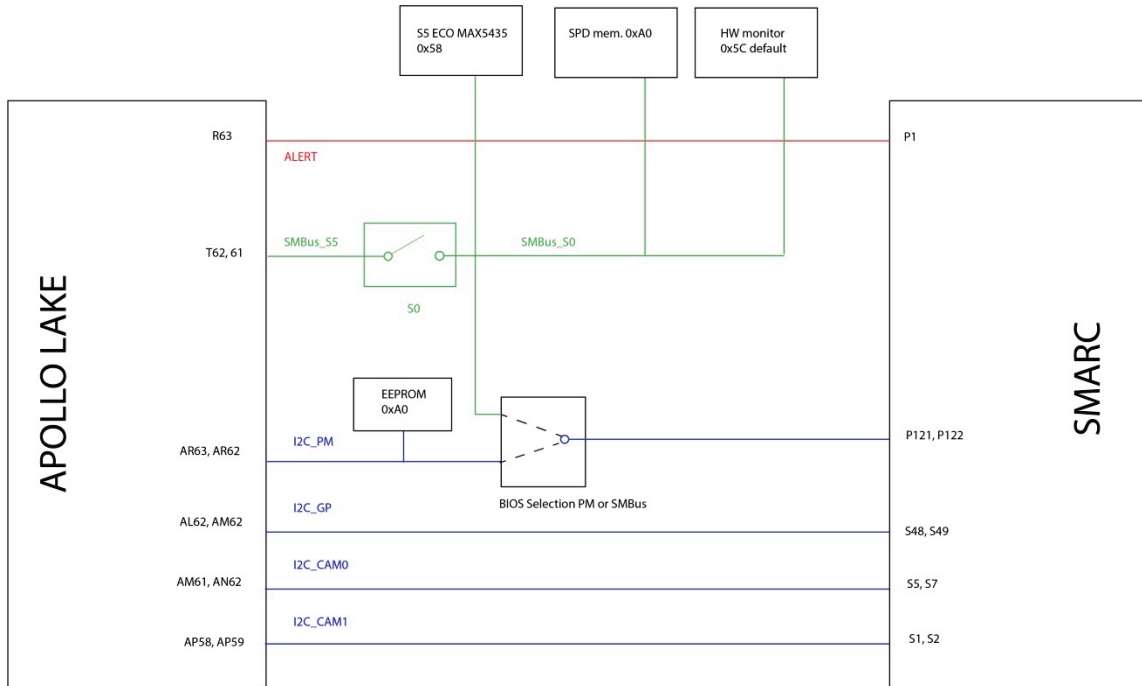 S5 ECO MAX5435
0x58
SPD mem. 0xA0
HW monitor
0x5C default
R63
ALERT
P1
T62, 61
SMBus_S5
SMBus_S0
S0
APOLLO LAKE
SMARC
EEPROM
0xA0
AR63, AR62
I2C_PM
P121, P122
BIOS Selection PM or SMBus
AL62, AM62
I2C_GP
S48, S49
AM61, AN62
I2C_CAM0
S5, S7
AP58, AP59
I2C_CAM1
S1, S2